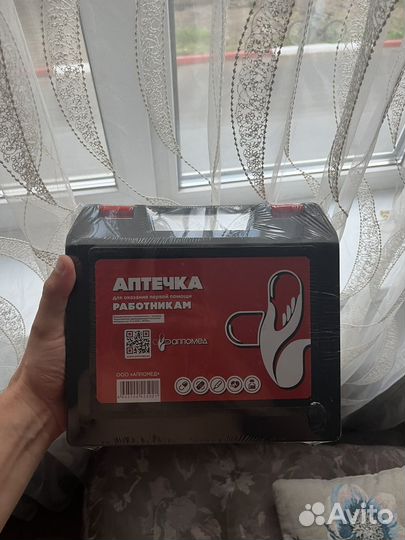 АПТЕЧКА
для оказания первой помощи
РАБОТНИКАМ
АППОМЕД
ООО «АППОМЕД»
Avito